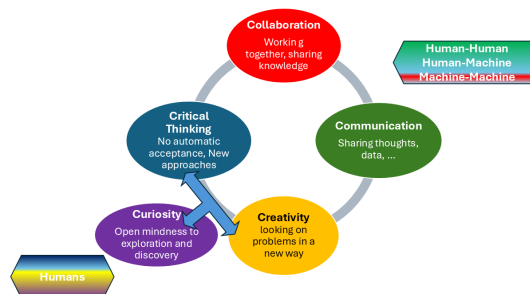 Collaboration
Working
together, sharing
knowledge
Human-Human
Human-Machine
Machine-Machine
Critical
Thinking
No automatic
acceptance, New
approaches
Communication
Sharing thoughts,
data, ...
Curiosity
Open mindness to
exploration and
discovery
Creativity
looking on
problems in a
new way
Humans